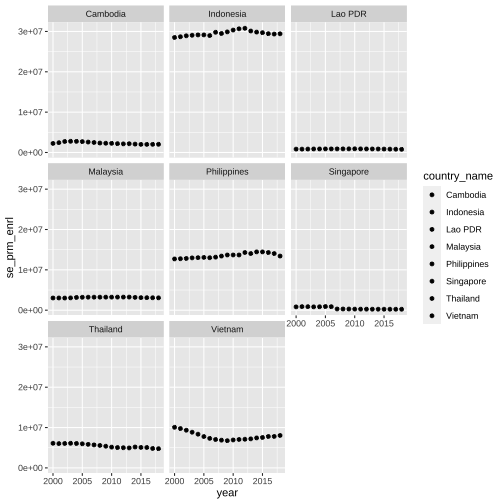 Cambodia Indonesia Lao PDR
3e+07
2e+07
1e+07
0e+00
Malaysia Philippines Singapore
3e+07
2e+07
1e+07
0e+00
2000 2005 2010 2015
Thailand Vietnam
3e+07
2e+07
1e+07
0e+00
2000 2005 2010 2015 2000 2005 2010 2015
year
se_prm_enrl
country_name
Cambodia
Indonesia
Lao PDR
Malaysia
Philippines
Singapore
Thailand
Vietnam